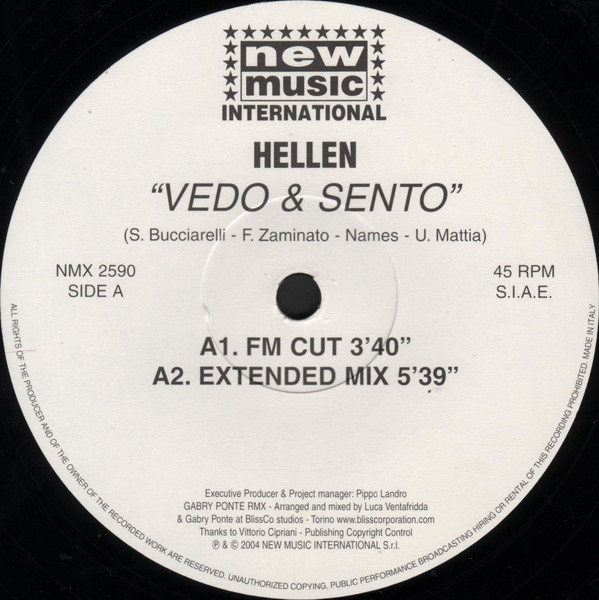 new
music
INTERNATIONAL
HELLEN
“VEDO & SENTO”
(S. Bucciarelli - F. Zaminato - Names - U. Mattia)
NMX 2590
SIDE A
45 RPM
S.I.A.E.
A1. FM CUT 3’40”
A2. EXTENDED MIX 5’39”
Executive Producer & Project manager: Pippo Landro
GABRY PONTE RMX - Arranged and mixed by Luca Ventafridda
& Gabry Ponte at BlissCo studios - Torino www.blisscorporation.com
Thanks to Vittorio Cipriani - Publishing Copyright Control
℗ & © 2004 NEW MUSIC INTERNATIONAL S.r.l.
ALL RIGHTS OF THE PRODUCER AND OF THE OWNER OF THE RECORDED WORK ARE RESERVED. UNAUTHORIZED COPYING, PUBLIC PERFORMANCE BROADCASTING HIRING OR RENTAL OF THIS RECORDING PROHIBITED. MADE IN ITALY